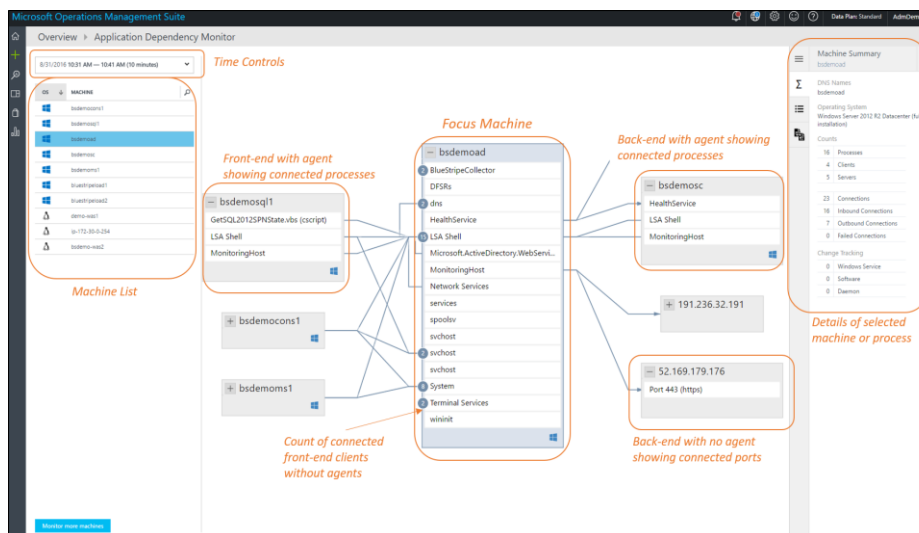 Microsoft Operations Management Suite
Data Plan: Standard
AdmDemo
Overview > Application Dependency Monitor
8/31/2016 10:31 AM — 10:41 AM (10 minutes)
Time Controls
OS
MACHINE
bsdemocons1
bsdemosql1
bsdemoad
bsdemosc
bsdemoms1
bluestripeload1
bluestripeload2
demo-was1
ip-172-30-0-254
bsdemo-was2
Machine List
Monitor more machines
Front-end with agent
showing connected processes
bsdemosql1
GetSQL2012SPNState.vbs (cscript)
LSA Shell
MonitoringHost
bsdemocons1
bsdemoms1
Count of connected
front-end clients
without agents
Focus Machine
bsdemoad
2 BlueStripeCollector
DFSRs
2 dns
HealthService
LSA Shell
Microsoft.ActiveDirectory.WebServi...
MonitoringHost
Network Services
services
spoolsv
svchost
2 svchost
svchost
System
2 Terminal Services
wininit
Back-end with agent showing
connected processes
bsdemosc
HealthService
LSA Shell
MonitoringHost
191.236.32.191
52.169.179.176
Port 443 (https)
Back-end with no agent
showing connected ports
Machine Summary
bsdemoad
DNS Names
bsdemoad
Operating System
Windows Server 2012 R2 Datacenter (fu
installation)
Counts
16 Processes
4 Clients
5 Servers
23 Connections
16 Inbound Connections
7 Outbound Connections
0 Failed Connections
Change Tracking
0 Windows Service
0 Software
0 Daemon
Details of selected
machine or process